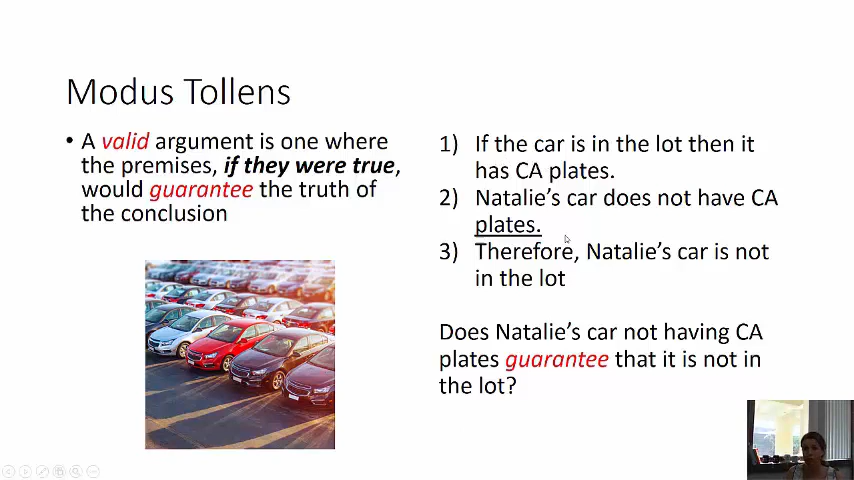 Modus Tollens
• A valid argument is one where
the premises, if they were true,
would guarantee the truth of
the conclusion
1) If the car is in the lot then it
has CA plates.
2) Natalie’s car does not have CA
plates.
3) Therefore, Natalie’s car is not
in the lot
Does Natalie’s car not having CA
plates guarantee that it is not in
the lot?